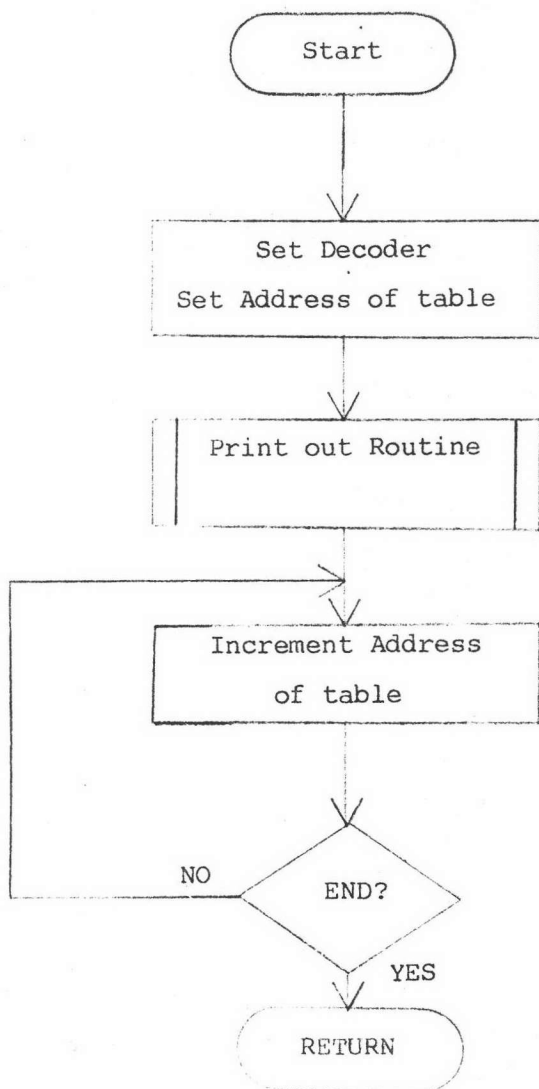 Start
Set Decoder
Set Address of table
Print out Routine
Increment Address
of table
NO
END?
YES
RETURN